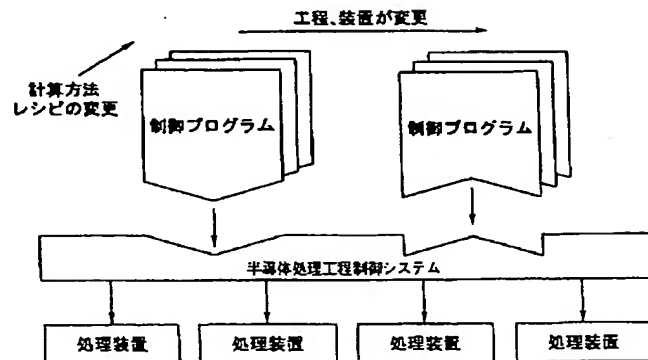 工程、装置が変更
計算方法
レシピの変更
制御プログラム
制御プログラム
半導体処理工程制御システム
処理装置
処理装置
処理装置
処理装置